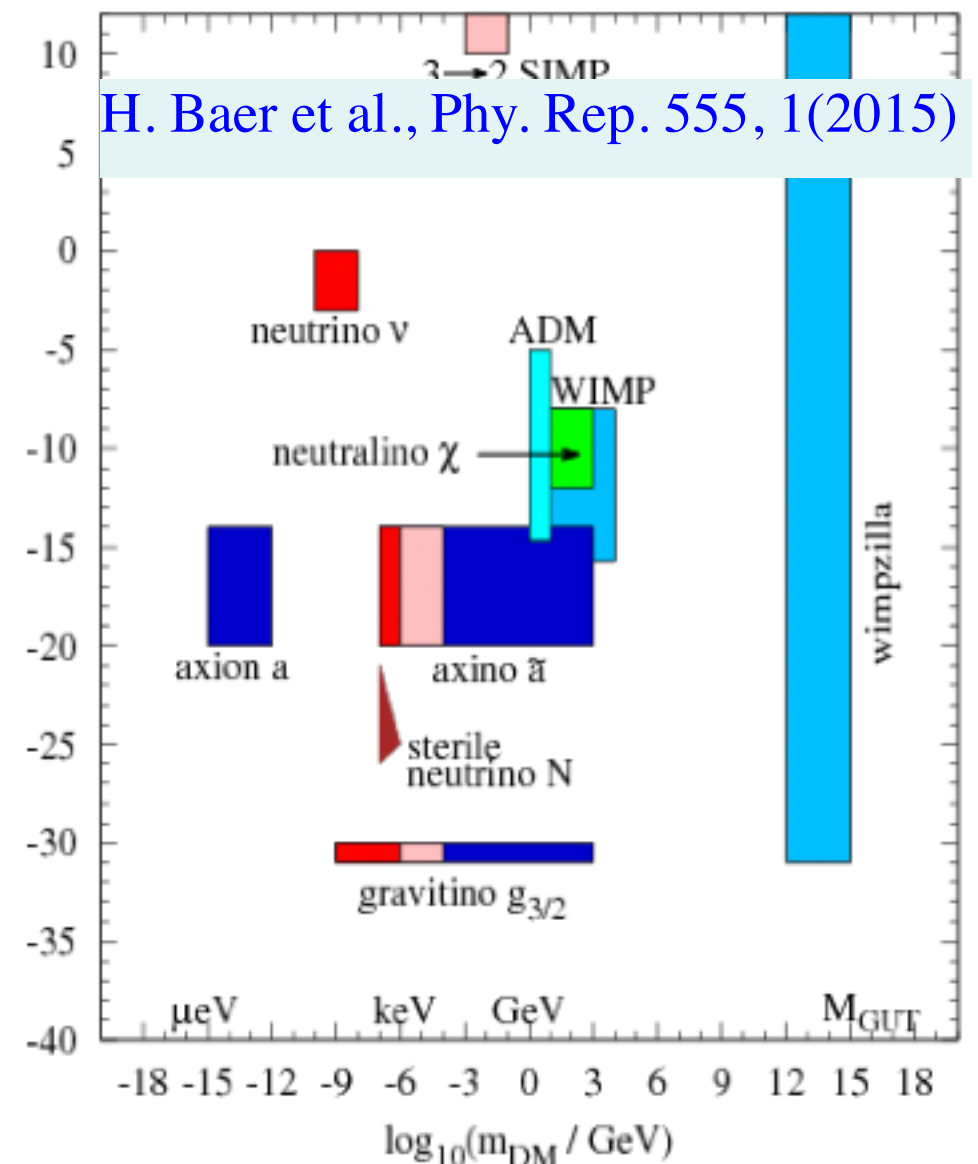 10
3→2 SIMP
H. Baer et al., Phy. Rep. 555, 1(2015)
5
0
neutrino ν
-5
ADM
WIMP
neutralino χ
-10
-15
wimpzilla
-20
axion a
axino ã
-25
sterile
neutrino N
-30
gravitino g3/2
-35
μeV keV GeV MGUT
-40
-18 -15 -12 -9 -6 -3 0 3 6 9 12 15 18
log10(mDM / GeV)